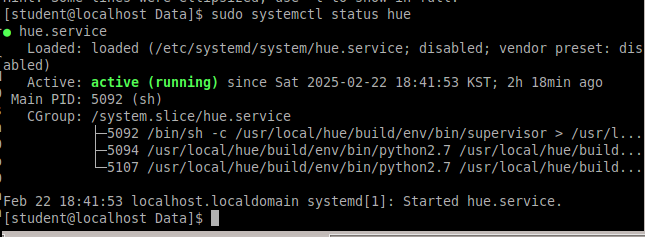 [student@localhost Data]$ sudo systemctl status hue
● hue.service
   Loaded: loaded (/etc/systemd/system/hue.service; disabled; vendor preset: dis
abled)
   Active: active (running) since Sat 2025-02-22 18:41:53 KST; 2h 18min ago
 Main PID: 5092 (sh)
   CGroup: /system.slice/hue.service
           ├─5092 /bin/sh -c /usr/local/hue/build/env/bin/supervisor > /usr/l...
           ├─5094 /usr/local/hue/build/env/bin/python2.7 /usr/local/hue/build...
           └─5107 /usr/local/hue/build/env/bin/python2.7 /usr/local/hue/build...

Feb 22 18:41:53 localhost.localdomain systemd[1]: Started hue.service.
[student@localhost Data]$